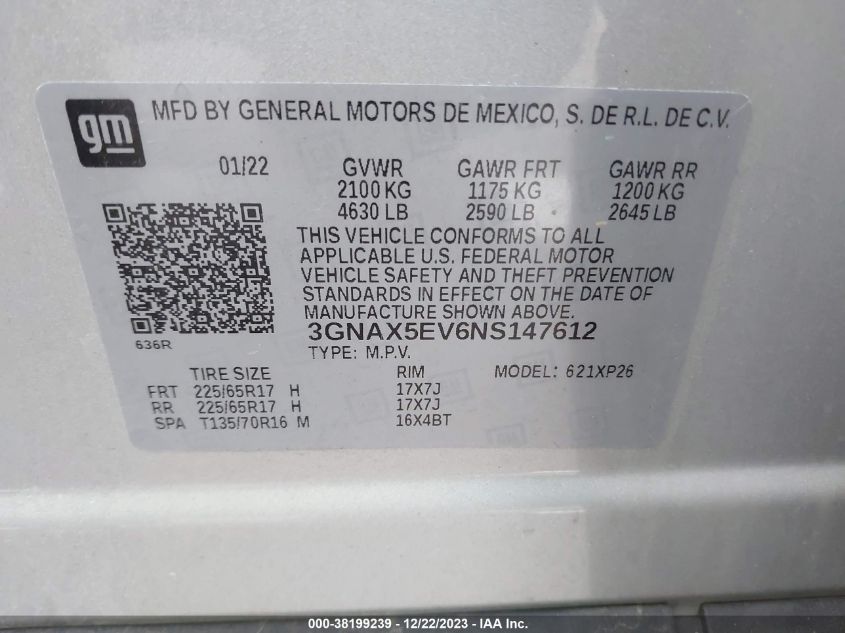 gm MFD BY GENERAL MOTORS DE MEXICO, S. DE R.L. DE C.V.
01/22 GVWR GAWR FRT GAWR RR
2100 KG 1175 KG 1200 KG
4630 LB 2590 LB 2645 LB
THIS VEHICLE CONFORMS TO ALL
APPLICABLE U.S. FEDERAL MOTOR
VEHICLE SAFETY AND THEFT PREVENTION
STANDARDS IN EFFECT ON THE DATE OF
MANUFACTURE SHOWN ABOVE.
636R
3GNAX5EV6NS147612
TYPE: M.P.V.
TIRE SIZE RIM MODEL: 621XP26
FRT 225/65R17 H 17X7J
RR 225/65R17 H 17X7J
SPA T135/70R16 M 16X4BT
000-38199239 - 12/22/2023 - IAA Inc.